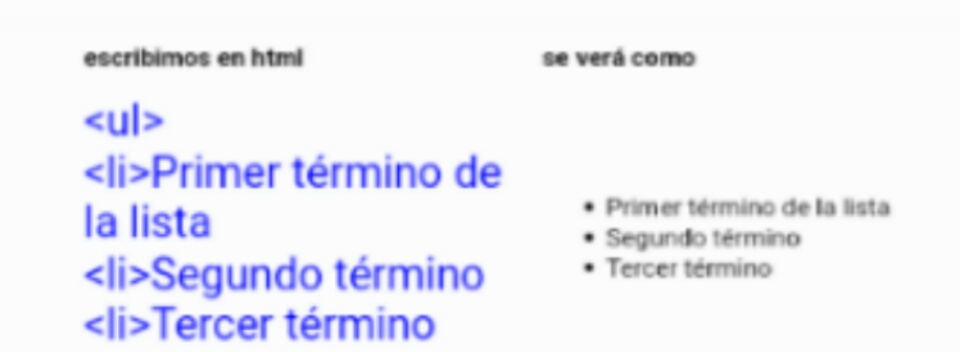 escribimos en html
se verá como
<ul>
<li>Primer término de
la lista
<li>Segundo término
<li>Tercer término
• Primer término de la lista
• Segundo término
• Tercer término